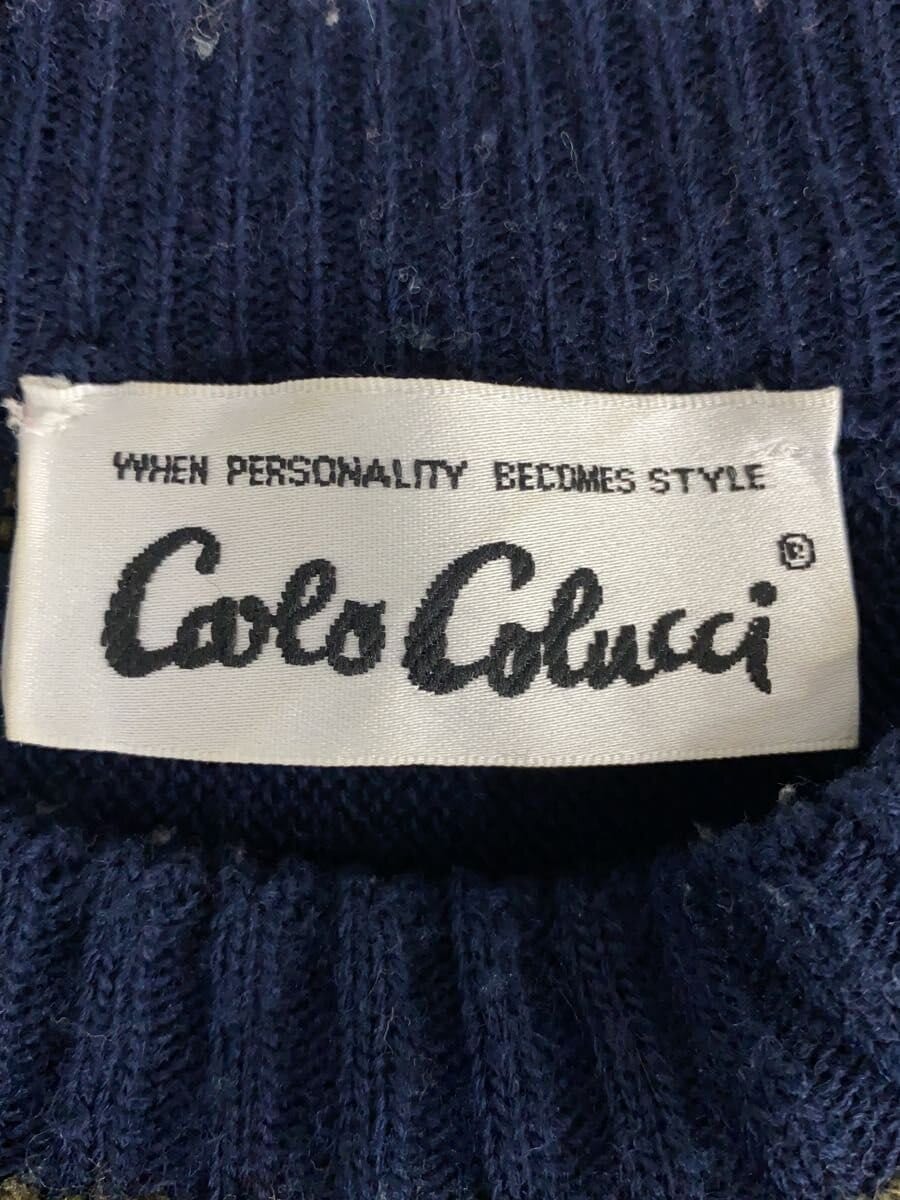 WHEN PERSONALITY BECOMES STYLE
Carlo Colucci ®